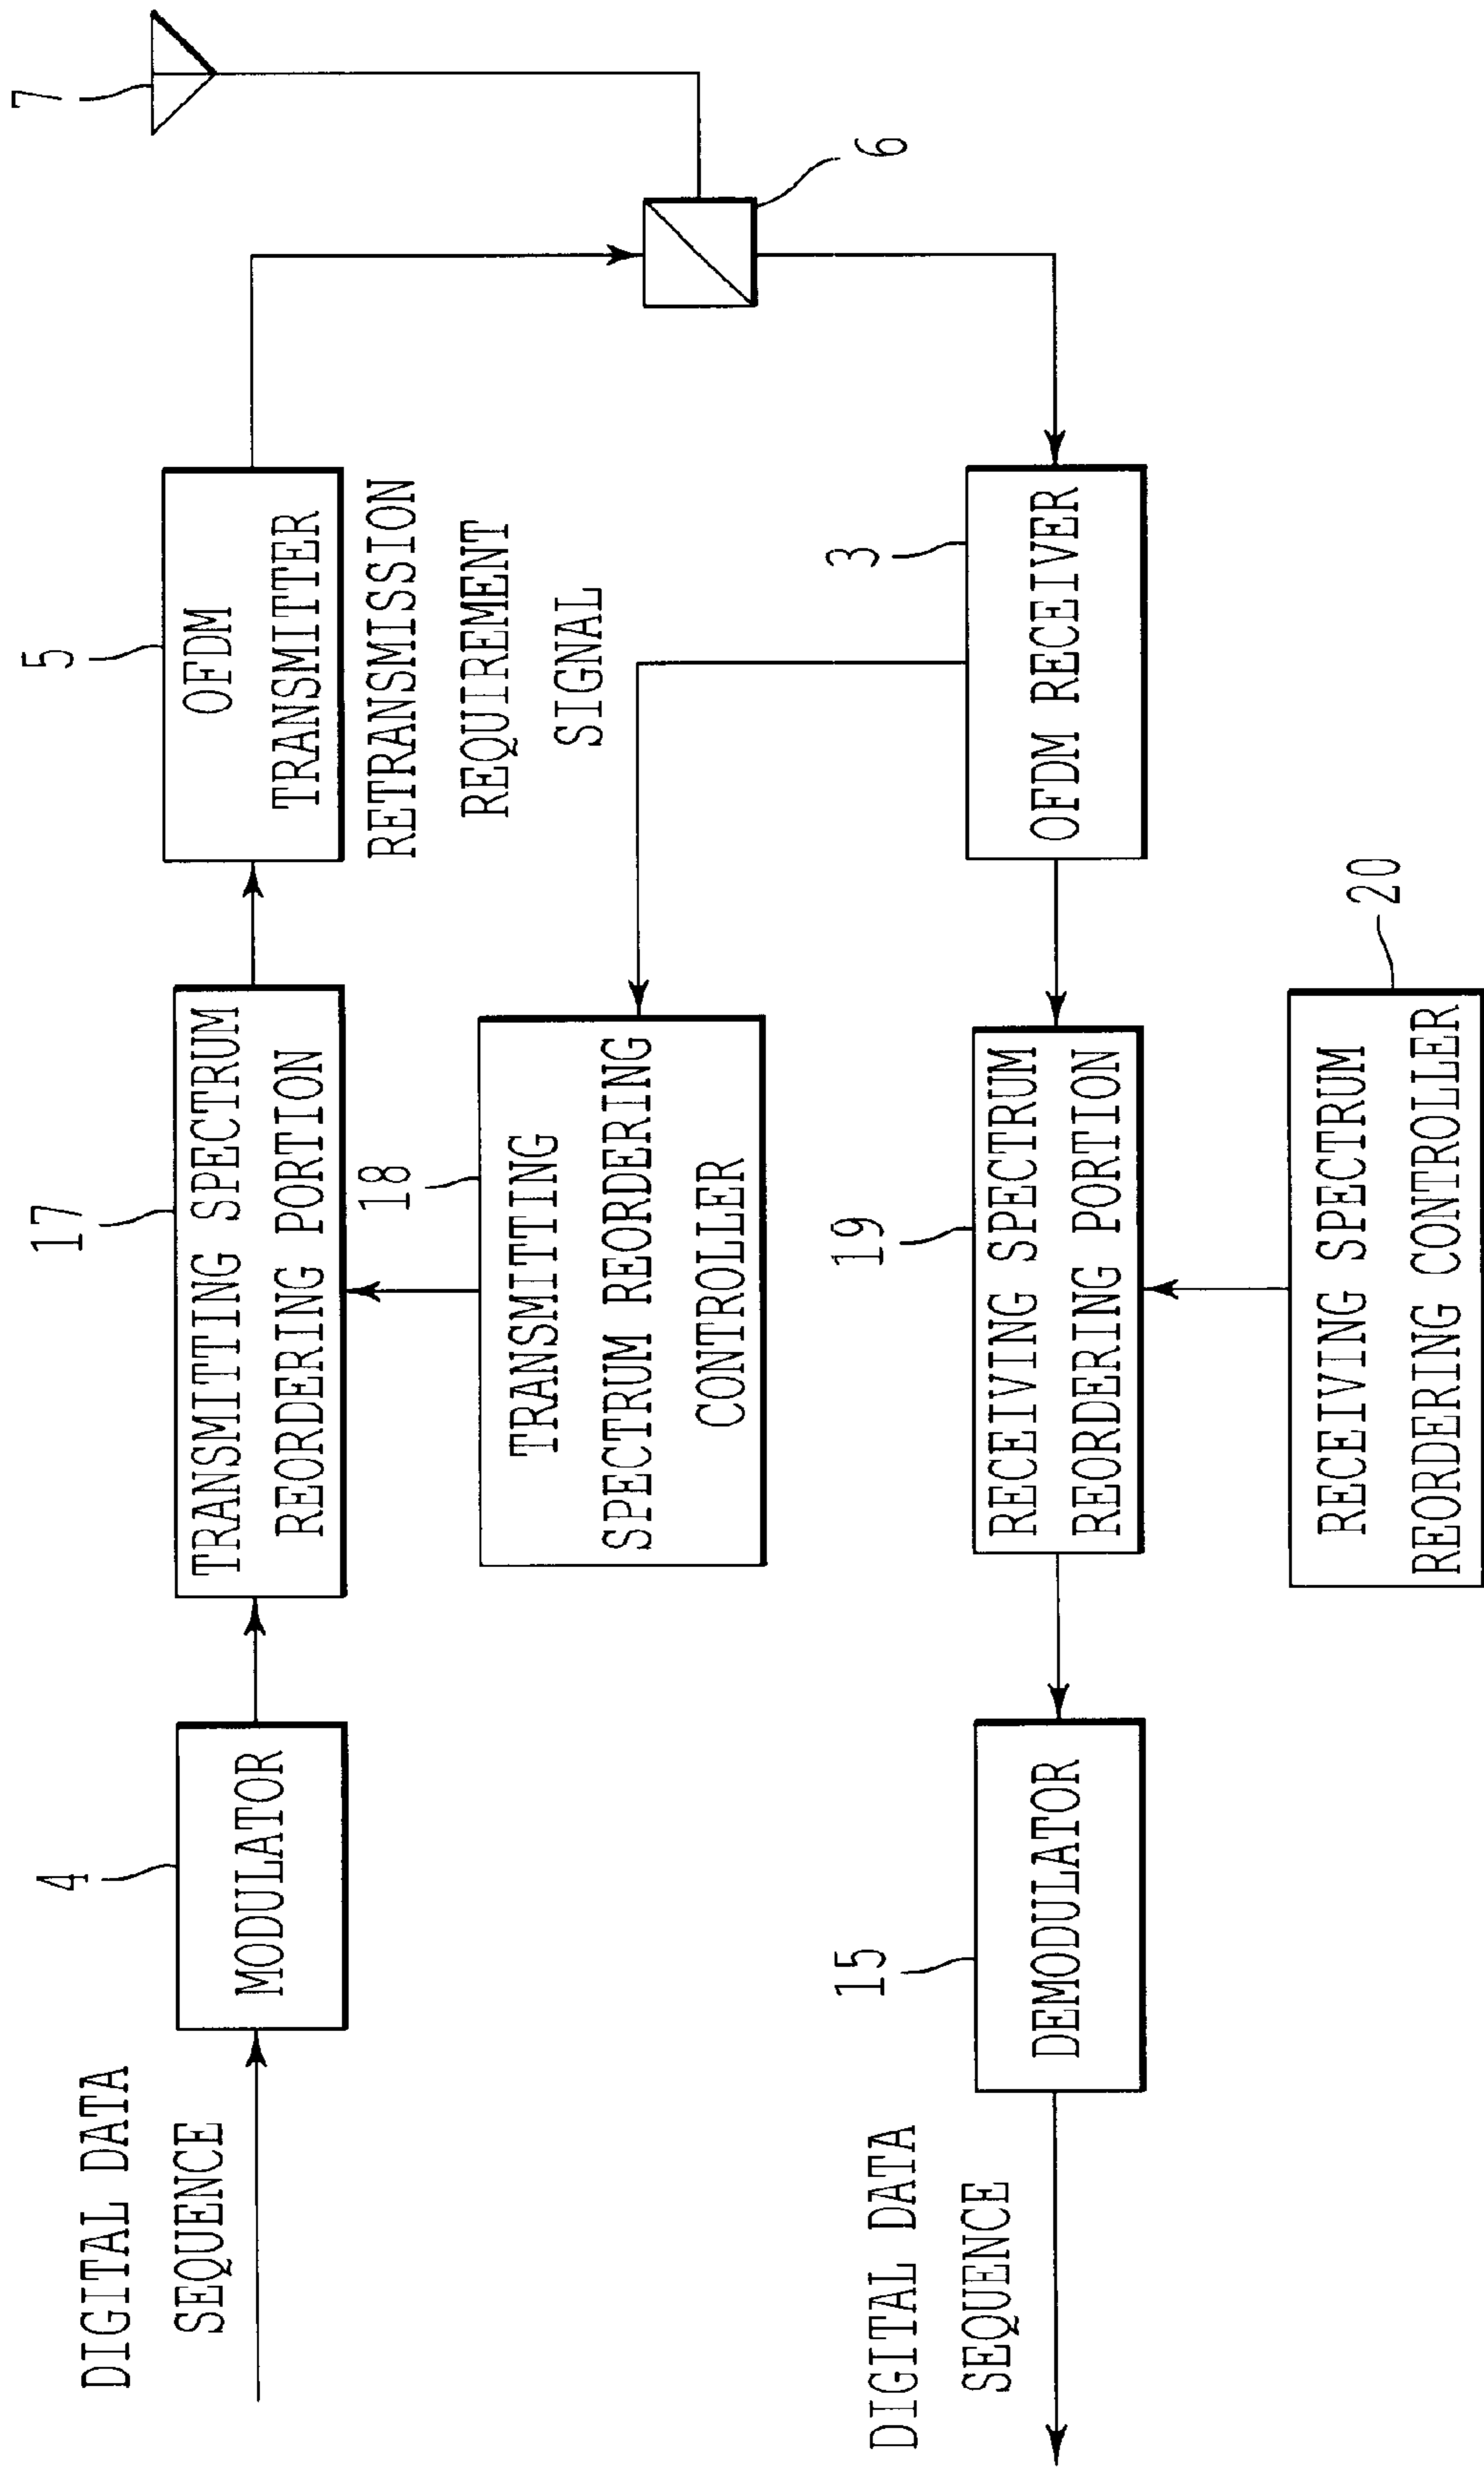 DIGITAL DATA
SEQUENCE
4
MODULATOR
17
TRANSMITTING SPECTRUM
REORDERING PORTION
18
TRANSMITTING
SPECTRUM REORDERING
CONTROLLER
5
OFDM
TRANSMITTER
RETRANSMISSION
REQUIREMENT
SIGNAL
7
6
DIGITAL DATA
SEQUENCE
15
DEMODULATOR
19
RECEIVING SPECTRUM
REORDERING PORTION
3
OFDM RECEIVER
20
RECEIVING SPECTRUM
REORDERING CONTROLLER